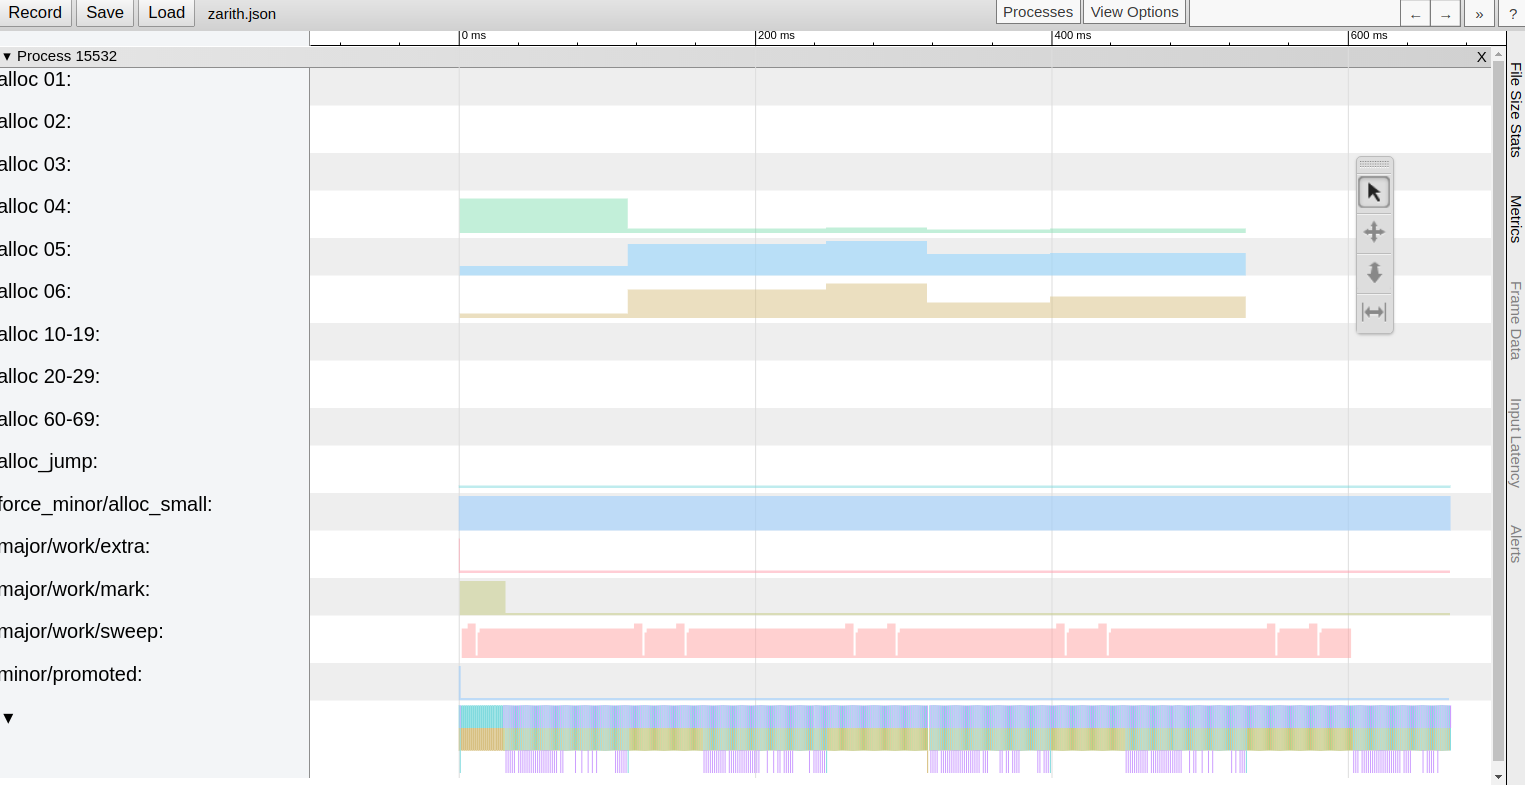 Record Save Load zarith.json Processes View Options ← → » ?
0 ms 200 ms 400 ms 600 ms
▼ Process 15532 X
alloc 01:
alloc 02:
alloc 03:
alloc 04:
alloc 05:
alloc 06:
alloc 10-19:
alloc 20-29:
alloc 60-69:
alloc_jump:
force_minor/alloc_small:
major/work/extra:
major/work/mark:
major/work/sweep:
minor/promoted:
▼
File Size Stats
Metrics
Frame Data
Input Latency
Alerts